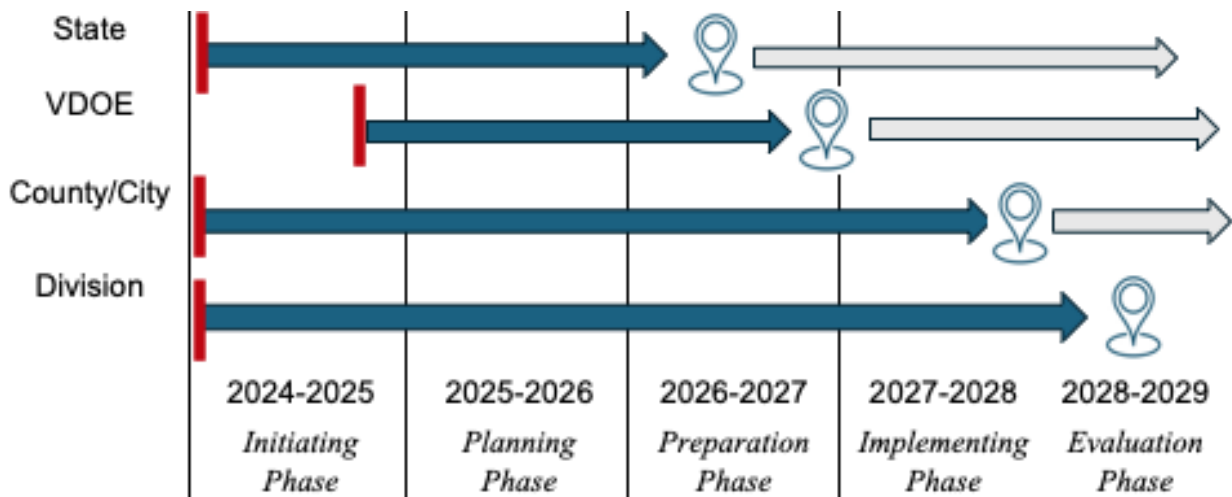 State
VDOE
County/City
Division
2024-2025
2025-2026
2026-2027
2027-2028
2028-2029
Initiating
Phase
Planning
Phase
Preparation
Phase
Implementing
Phase
Evaluation
Phase